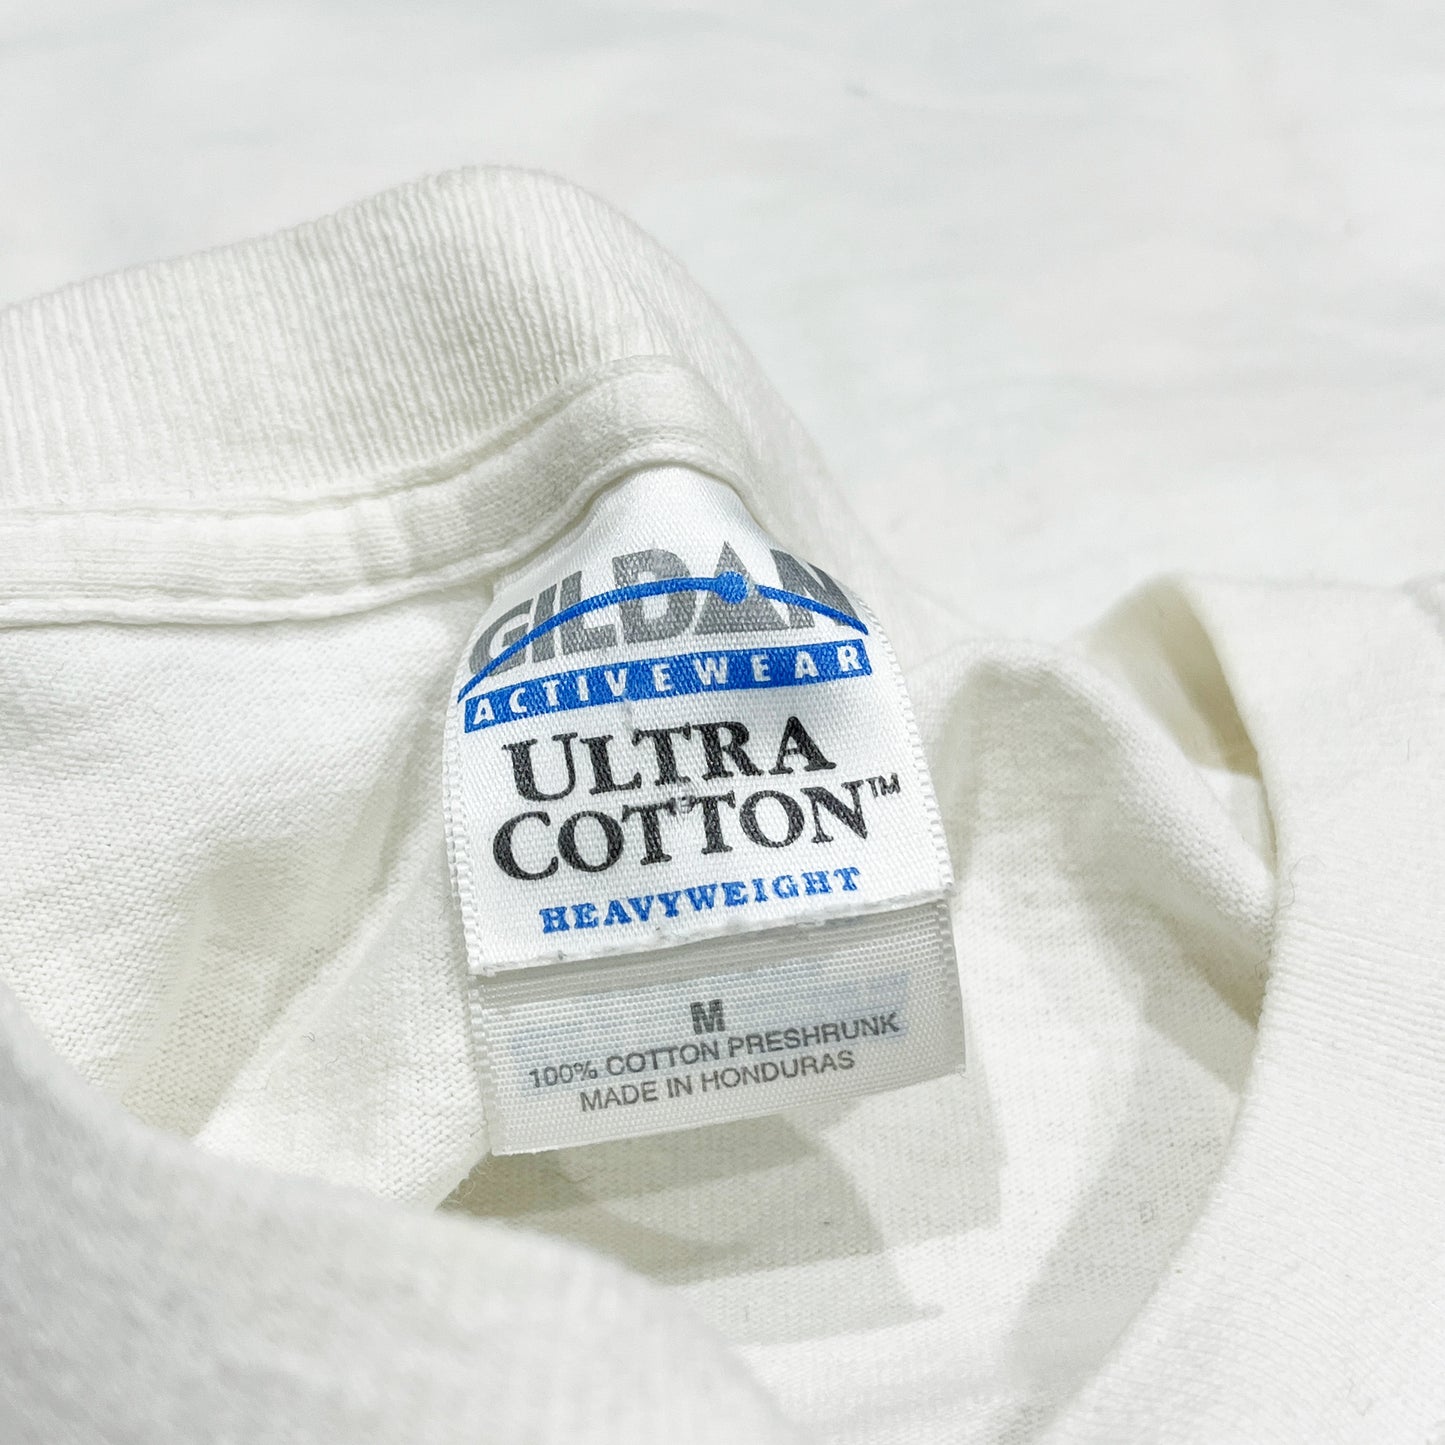 GILDAN
ACTIVEWEAR
ULTRA
COTTON™
HEAVYWEIGHT
M
100% COTTON PRESHRUNK
MADE IN HONDURAS